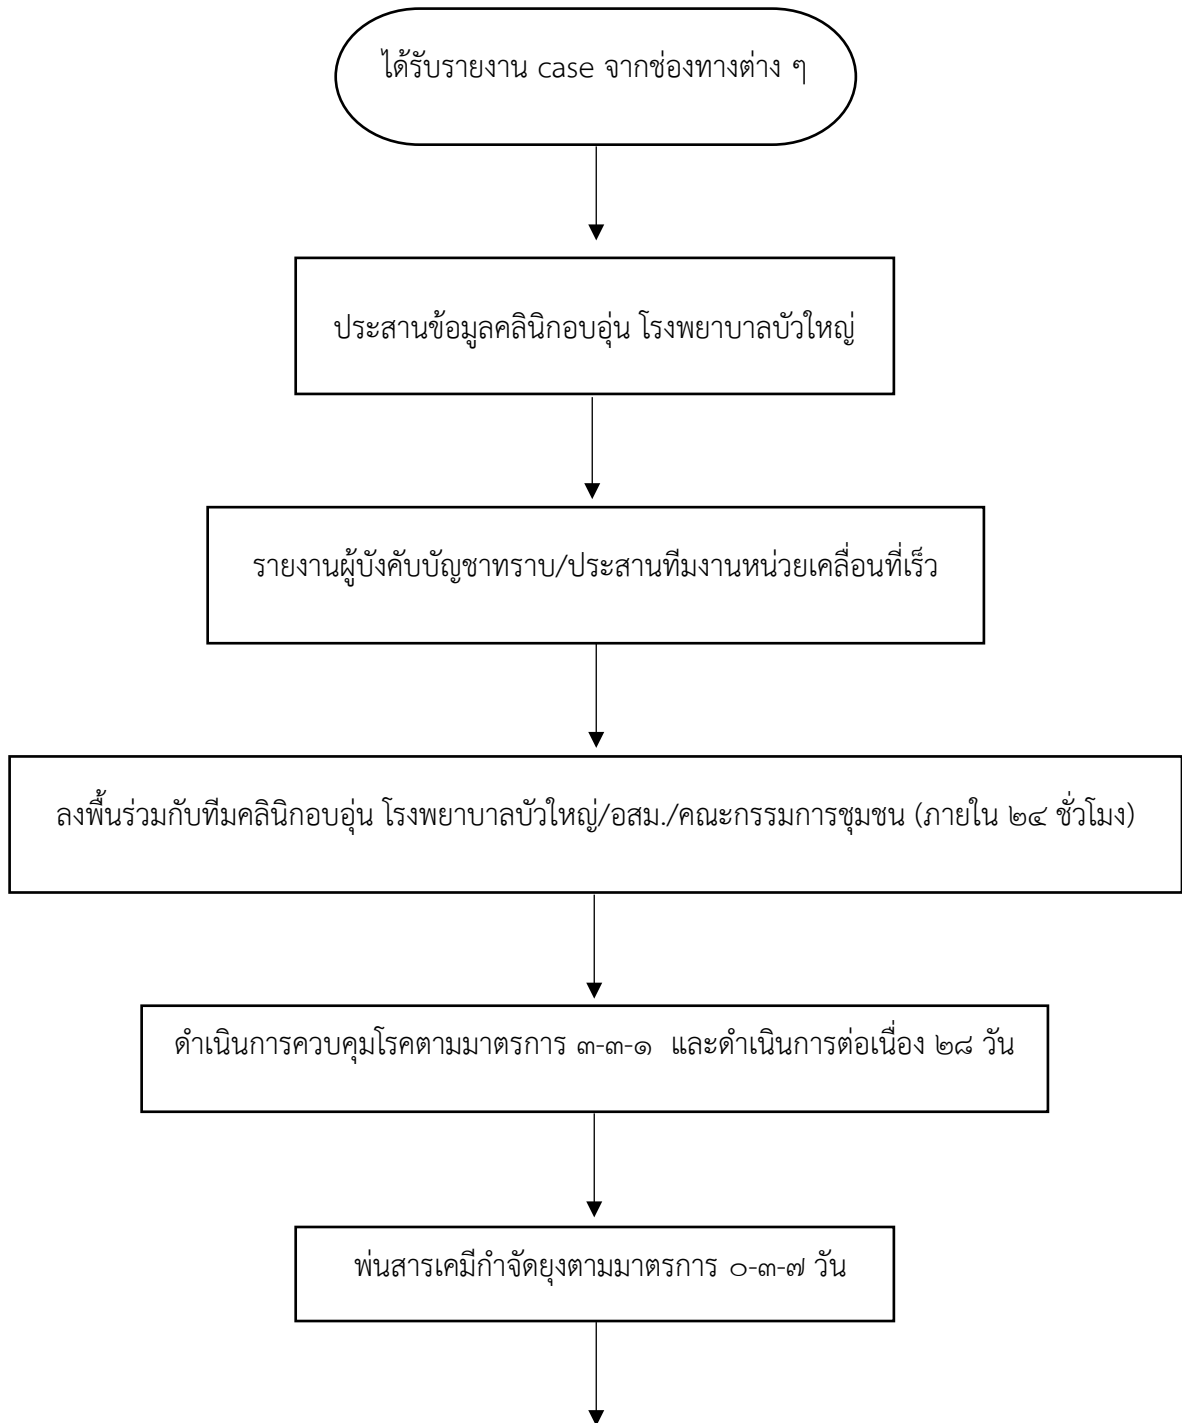 ได้รับรายงาน case จากช่องทางต่าง ๆ
ประสานข้อมูลคลินิกอบอุ่น โรงพยาบาลบัวใหญ่
รายงานผู้บังคับบัญชาทราบ/ประสานทีมงานหน่วยเคลื่อนที่เร็ว
ลงพื้นร่วมกับทีมคลินิกอบอุ่น โรงพยาบาลบัวใหญ่/อสม./คณะกรรมการชุมชน (ภายใน ๒๔ ชั่วโมง)
ดำเนินการควบคุมโรคตามมาตรการ ๓-๓-๑ และดำเนินการต่อเนื่อง ๒๘ วัน
พ่นสารเคมีกำจัดยุงตามมาตรการ ๐-๓-๗ วัน